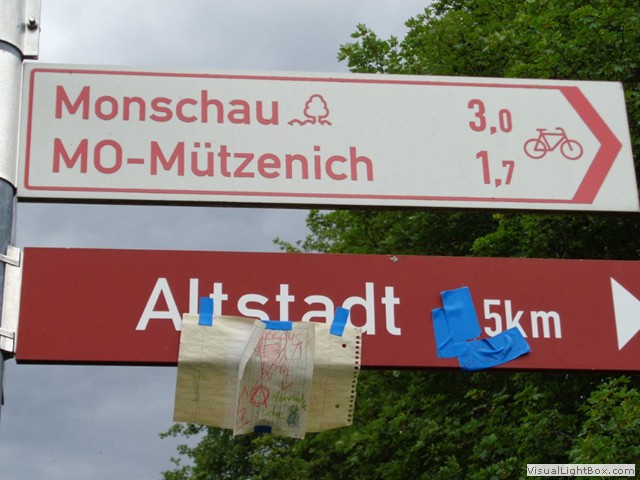 Monschau 3,0
MO-Mützenich 1,7
Altstadt 5km
VisualLightBox.com